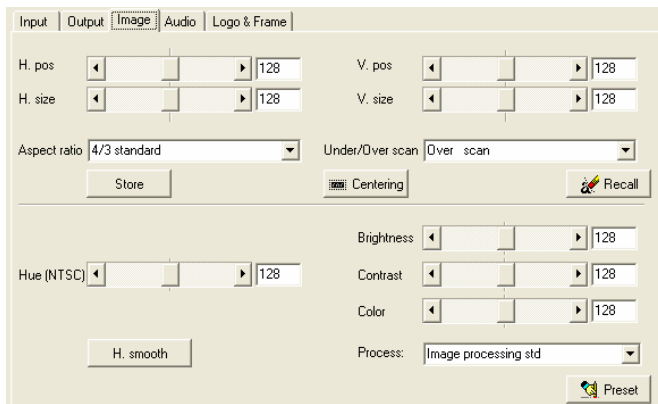 Input Output Image Audio Logo & Frame
H. pos 128 V. pos 128
H. size 128 V. size 128
Aspect ratio 4/3 standard Under/Over scan Over scan
Store Centering Recall
Brightness 128
Hue (NTSC) 128 Contrast 128
Color 128
H. smooth Process: Image processing std
Preset